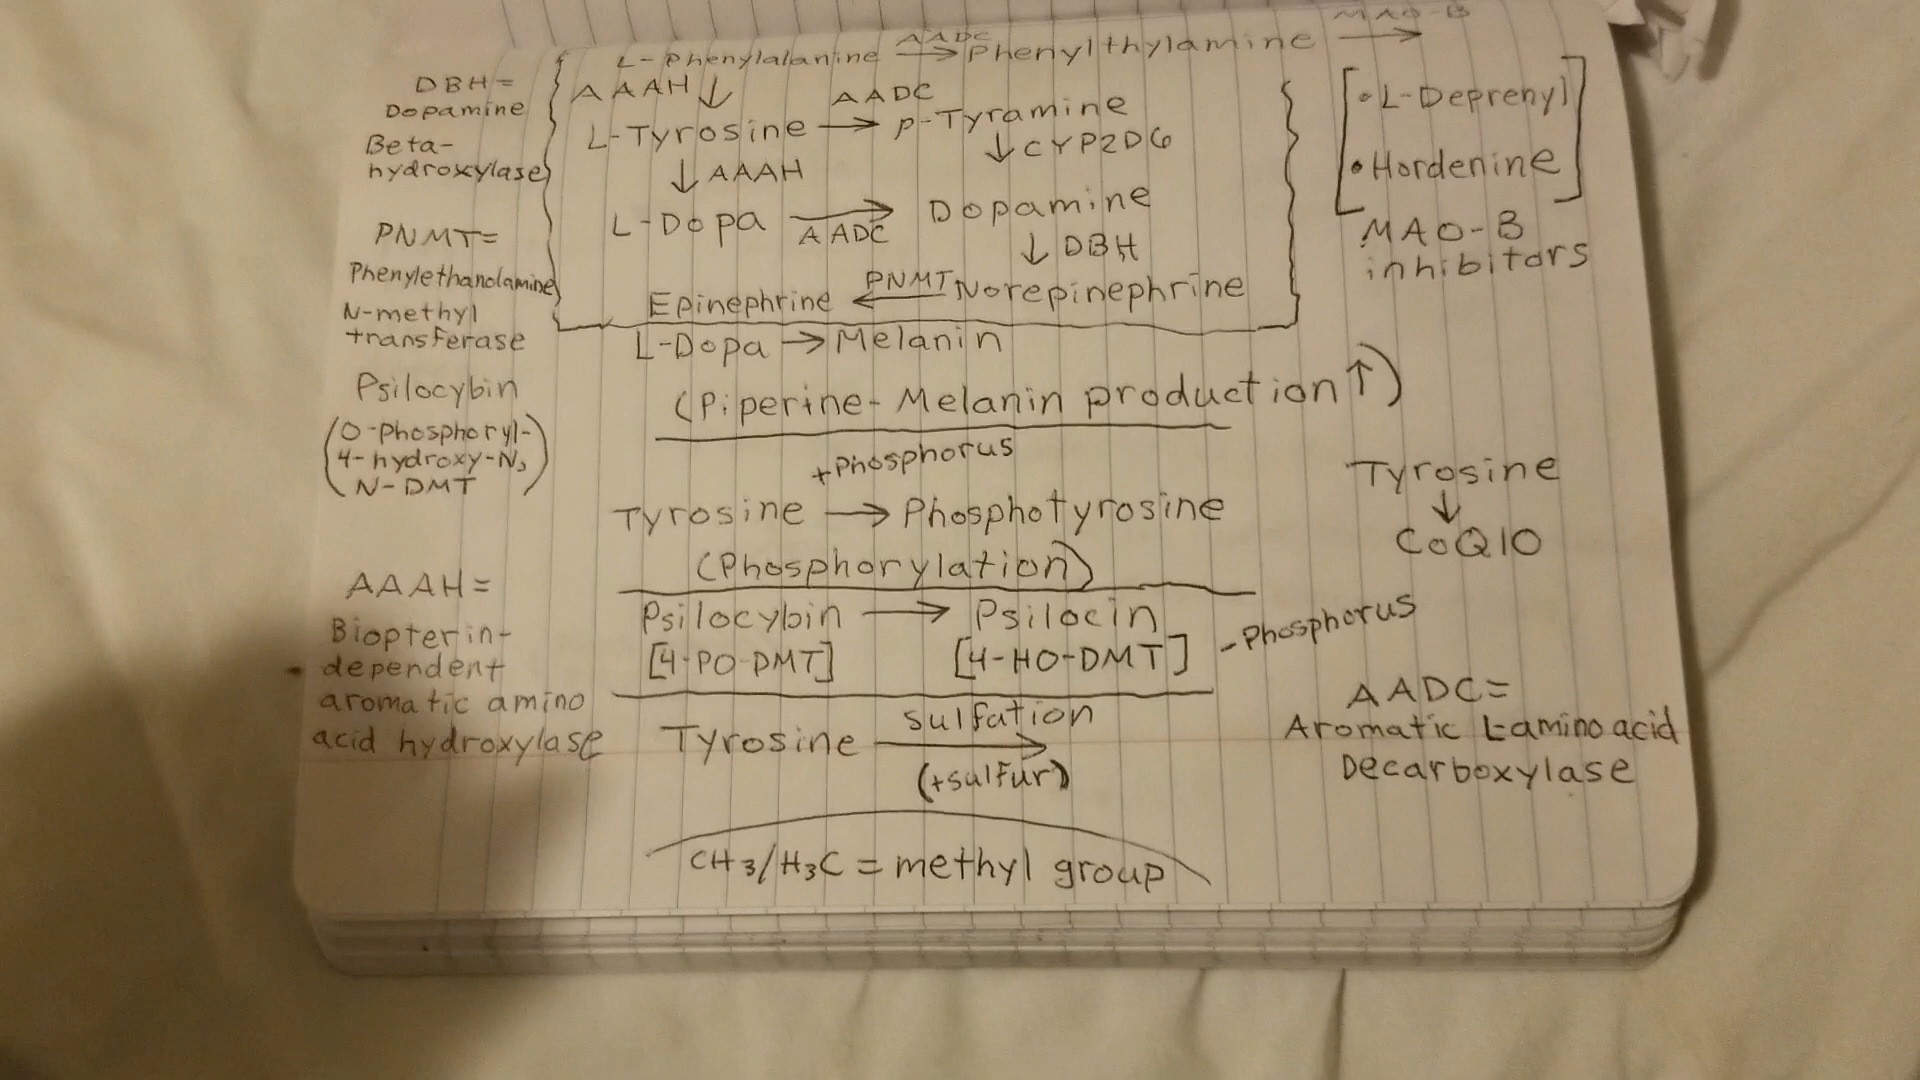 MAO-B
L-Phenylalanine AADC → Phenylthylamine →
AAAH ↓
L-Tyrosine AADC → p-Tyramine
↓ AAAH ↓ CYP2D6
L-Dopa → AADC Dopamine
↓ DBH
Epinephrine PNMT ← Norepinephrine
L-Dopa → Melanin
(Piperine- Melanin production ↑)
+Phosphorus
Tyrosine → Phosphotyrosine
(Phosphorylation)
Psilocybin → Psilocin
[4-PO-DMT] [4-HO-DMT] -Phosphorus
Tyrosine sulfation →
(+sulfur)
CH3/H3C = methyl group
DBH=
Dopamine
Beta-
hydroxylase
PNMT=
Phenylethanolamine
N-methyl
transferase
Psilocybin
(O-Phosphoryl-
4-hydroxy-N,
N-DMT)
AAAH=
Biopterin-
dependent
aromatic amino
acid hydroxylase
[•L-Deprenyl
•Hordenine]
MAO-B
inhibitors
Tyrosine
↓
CoQ10
AADC=
Aromatic L-amino acid
Decarboxylase